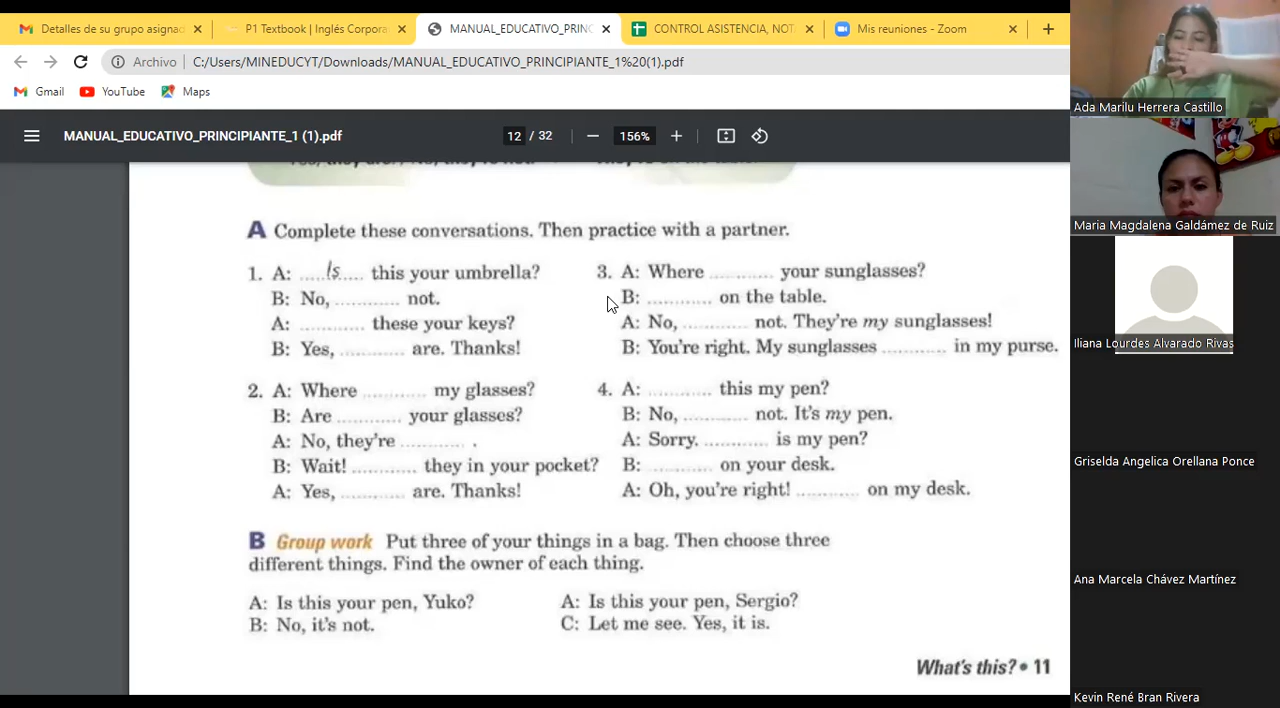 Detalles de su grupo asignad
P1 Textbook | Inglés Corpora
MANUAL_EDUCATIVO_PRINC
CONTROL ASISTENCIA, NOT
Mis reuniones - Zoom
Archivo C:/Users/MINEDUCYT/Downloads/MANUAL_EDUCATIVO_PRINCIPIANTE_1%20(1).pdf
Gmail YouTube Maps
MANUAL_EDUCATIVO_PRINCIPIANTE_1 (1).pdf 12 / 32 156%
A Complete these conversations. Then practice with a partner.
1. A: .....Is..... this your umbrella?
B: No, ............ not.
A: ............ these your keys?
B: Yes, ............ are. Thanks!
2. A: Where ............ my glasses?
B: Are ............ your glasses?
A: No, they're ............ .
B: Wait! ............ they in your pocket?
A: Yes, ............ are. Thanks!
3. A: Where ............ your sunglasses?
B: ............ on the table.
A: No, ............ not. They're my sunglasses!
B: You're right. My sunglasses ............ in my purse.
4. A: ............ this my pen?
B: No, ............ not. It's my pen.
A: Sorry. ............ is my pen?
B: ............ on your desk.
A: Oh, you're right! ............ on my desk.
B Group work Put three of your things in a bag. Then choose three
different things. Find the owner of each thing.
A: Is this your pen, Yuko?
B: No, it's not.
A: Is this your pen, Sergio?
C: Let me see. Yes, it is.
What's this? • 11
Ada Marilu Herrera Castillo
Maria Magdalena Galdámez de Ruiz
Iliana Lourdes Alvarado Rivas
Griselda Angelica Orellana Ponce
Ana Marcela Chávez Martínez
Kevin René Bran Rivera